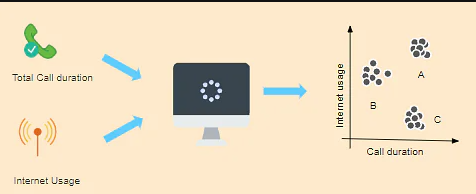 Total Call duration
Internet Usage
Internet usage
A
B
C
Call duration